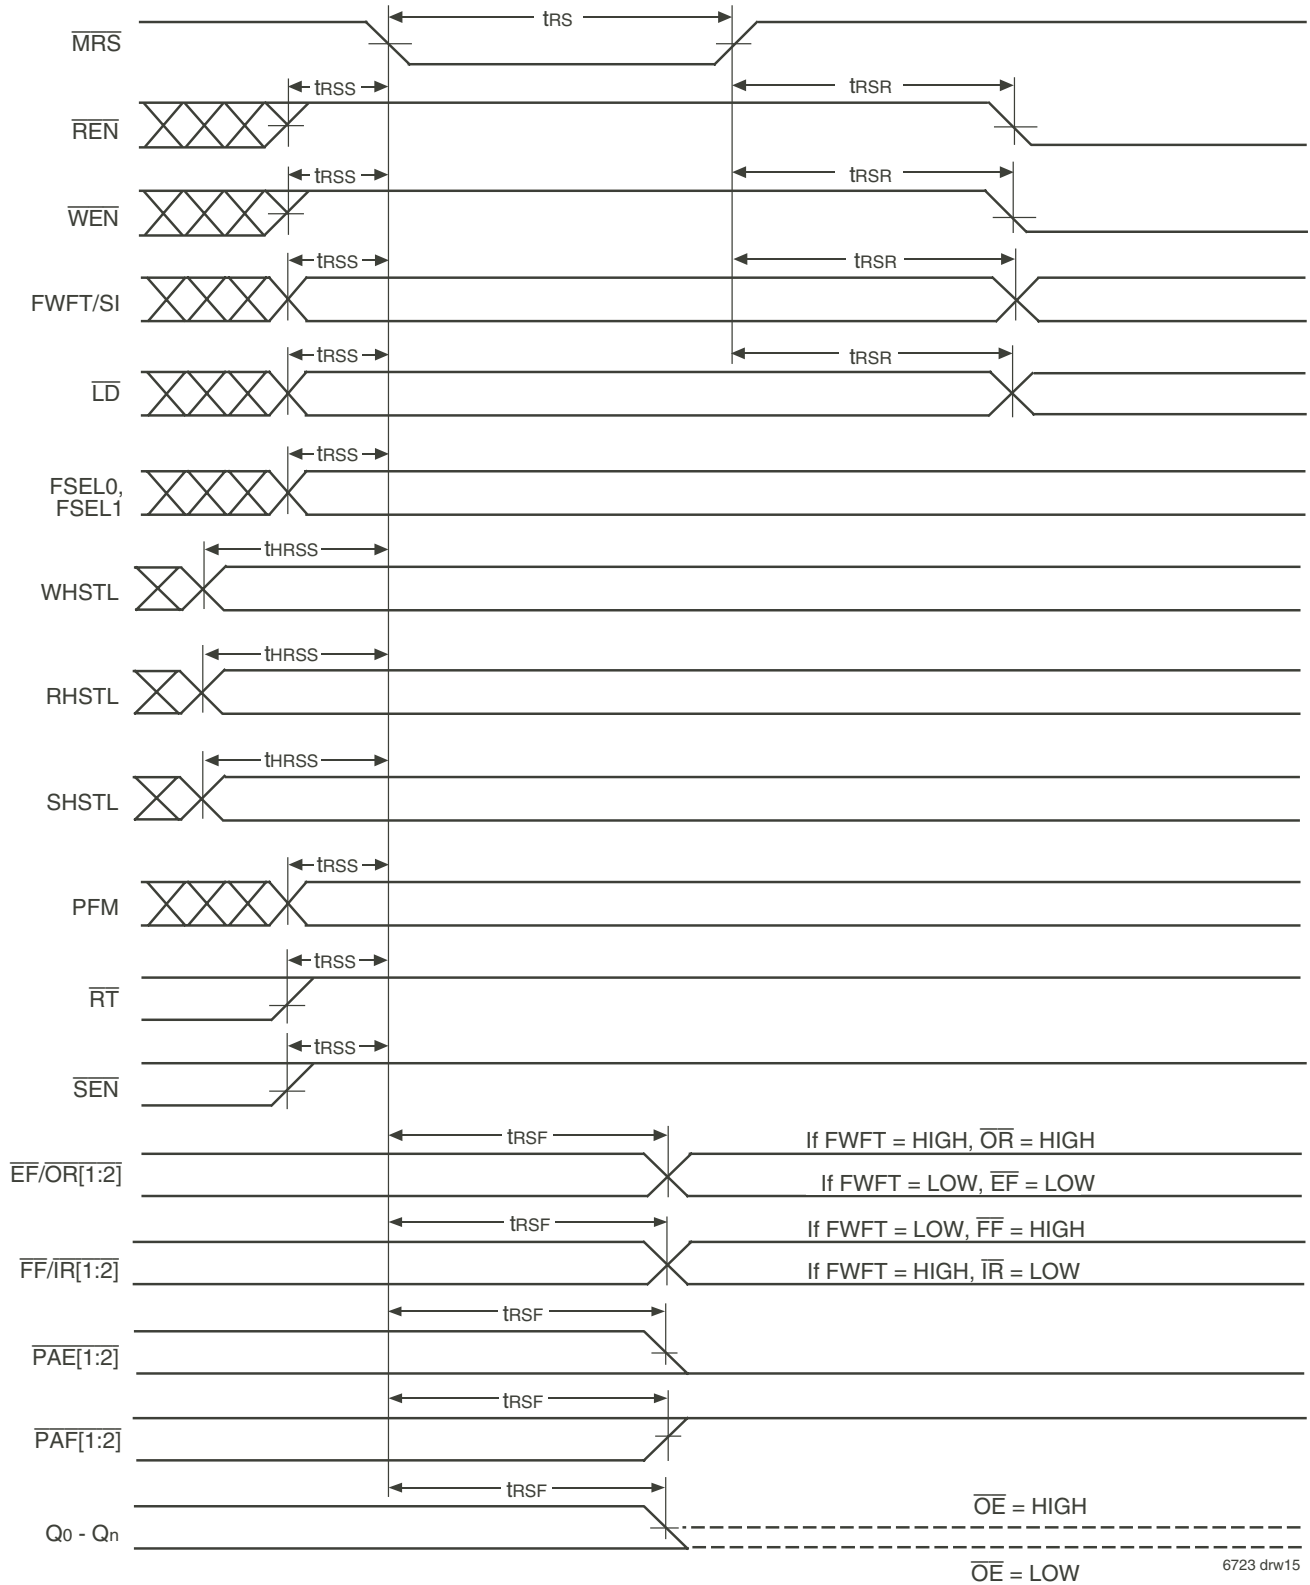 tRS
MRS
tRSS
tRSR
REN
tRSS
tRSR
WEN
tRSS
tRSR
FWFT/SI
tRSS
tRSR
LD
tRSS
FSEL0,
FSEL1
tHRSS
WHSTL
tHRSS
RHSTL
tHRSS
SHSTL
tRSS
PFM
tRSS
RT
tRSS
SEN
tRSF
If FWFT = HIGH, OR = HIGH
EF/OR[1:2]
If FWFT = LOW, EF = LOW
tRSF
If FWFT = LOW, FF = HIGH
FF/IR[1:2]
If FWFT = HIGH, IR = LOW
tRSF
PAE[1:2]
tRSF
PAF[1:2]
tRSF
OE = HIGH
Q0 - Qn
OE = LOW
6723 drw15